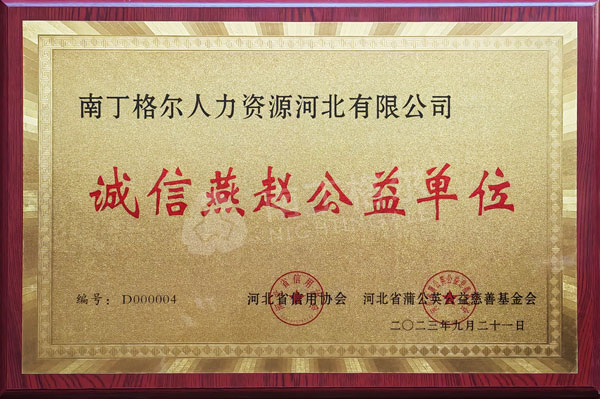 南丁格尔人力资源河北有限公司
诚信燕赵公益单位
编号：D000004 河北省信用协会 河北省蒲公英公益慈善基金会
二〇二三年九月二十一日